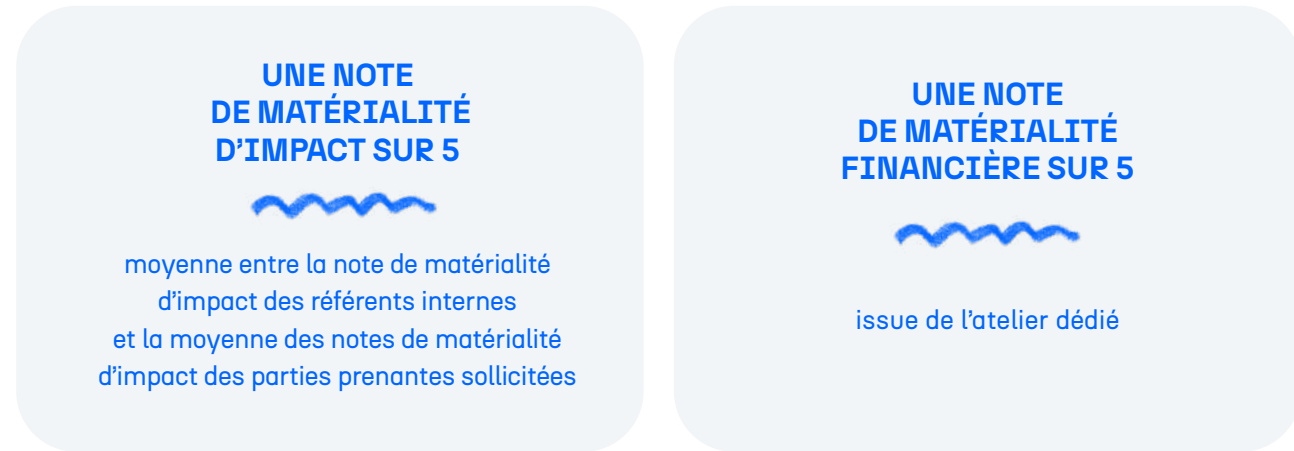 UNE NOTE
DE MATÉRIALITÉ
D’IMPACT SUR 5
moyenne entre la note de matérialité
d’impact des référents internes
et la moyenne des notes de matérialité
d’impact des parties prenantes sollicitées
UNE NOTE
DE MATÉRIALITÉ
FINANCIÈRE SUR 5
issue de l’atelier dédié